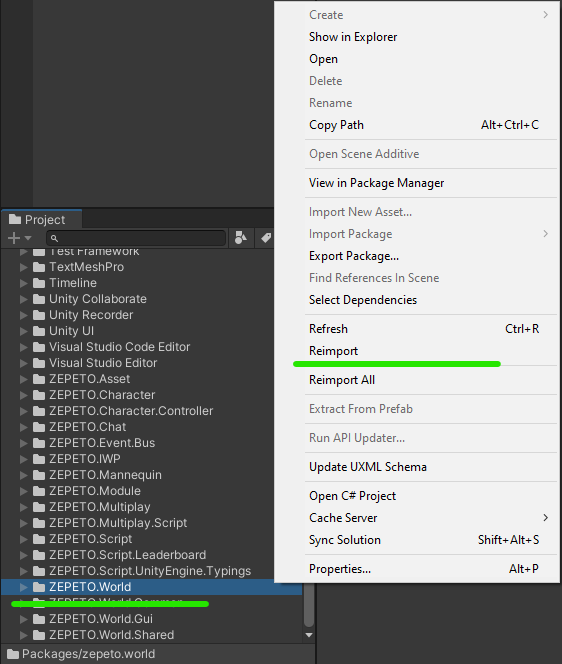 Create
Show in Explorer
Open
Delete
Rename
Copy Path Alt+Ctrl+C
Open Scene Additive
View in Package Manager
Import New Asset...
Import Package
Export Package...
Find References In Scene
Select Dependencies
Refresh Ctrl+R
Reimport
Reimport All
Extract From Prefab
Run API Updater...
Update UXML Schema
Open C# Project
Cache Server
Sync Solution Shift+Alt+S
Properties... Alt+P
Project
Test Framework
TextMeshPro
Timeline
Unity Collaborate
Unity Recorder
Unity UI
Visual Studio Code Editor
Visual Studio Editor
ZEPETO.Asset
ZEPETO.Character
ZEPETO.Character.Controller
ZEPETO.Chat
ZEPETO.Event.Bus
ZEPETO.IWP
ZEPETO.Mannequin
ZEPETO.Module
ZEPETO.Multiplay
ZEPETO.Multiplay.Script
ZEPETO.Script
ZEPETO.Script.Leaderboard
ZEPETO.Script.UnityEngine.Typings
ZEPETO.World
ZEPETO.World.Common
ZEPETO.World.Gui
ZEPETO.World.Shared
Packages/zepeto.world